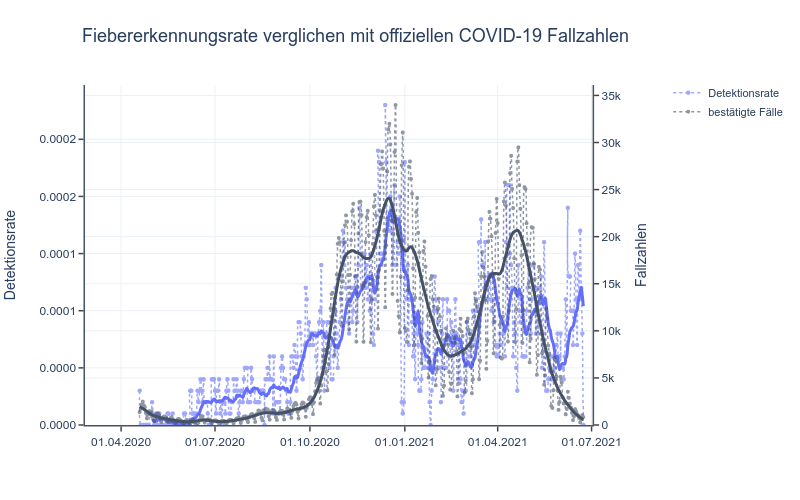 Fiebererkennungsrate verglichen mit offiziellen COVID-19 Fallzahlen
Detektionsrate
bestätigte Fälle
0.0002
0.0002
0.0001
0.0001
0.0000
0.0000
Detektionsrate
35k
30k
25k
20k
15k
10k
5k
0
Fallzahlen
01.04.2020
01.07.2020
01.10.2020
01.01.2021
01.04.2021
01.07.2021